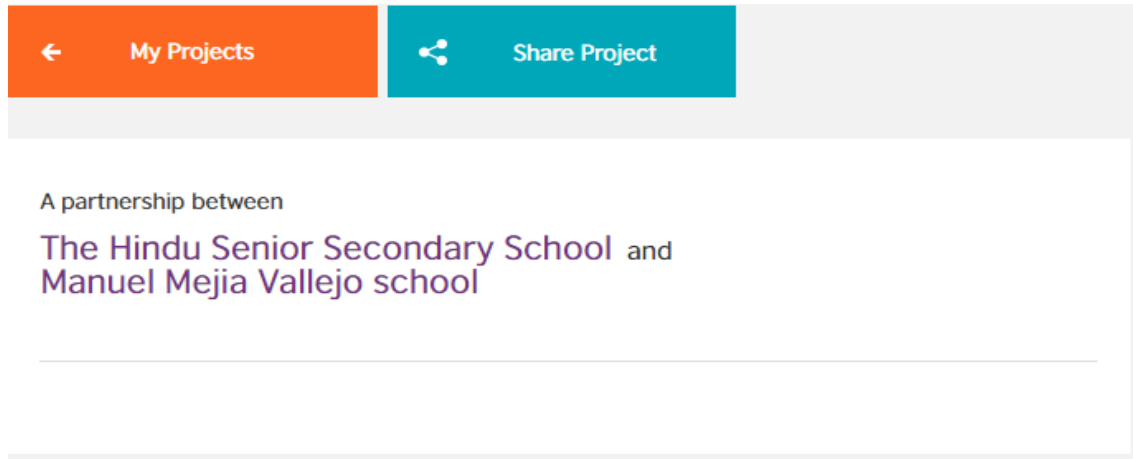 My Projects
Share Project
A partnership between
The Hindu Senior Secondary School and
Manuel Mejia Vallejo school